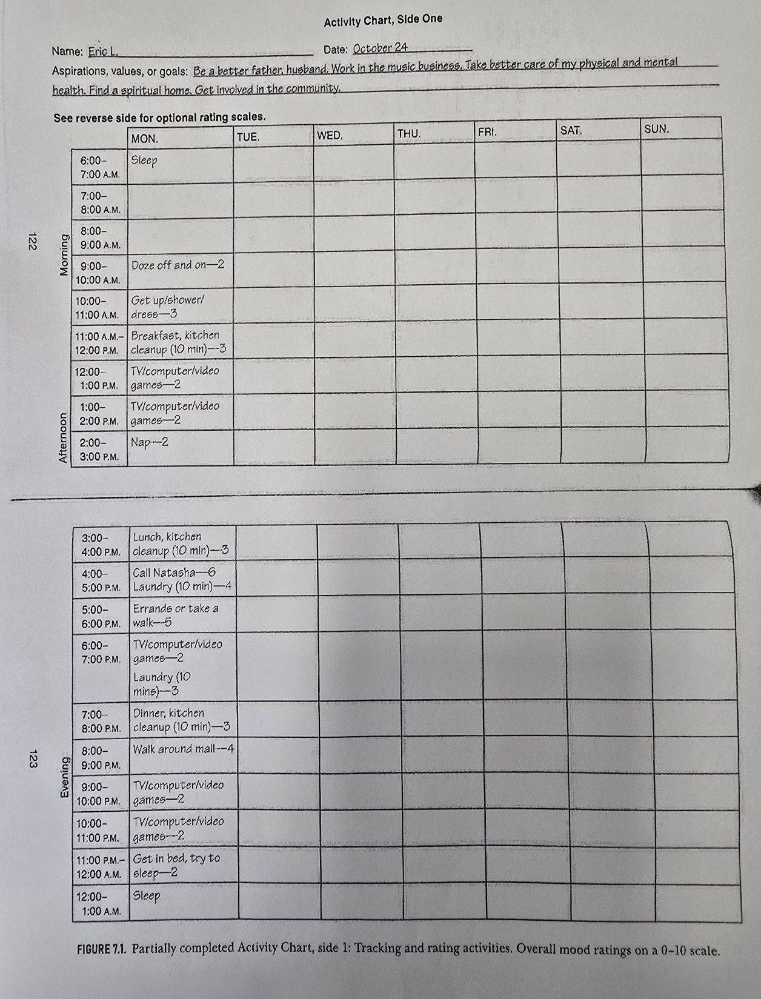 Activity Chart, Side One
Name: Eric L. Date: October 24
Aspirations, values, or goals: Be a better father, husband. Work in the music business. Take better care of my physical and mental
health. Find a spiritual home. Get involved in the community.
See reverse side for optional rating scales.
MON. TUE. WED. THU. FRI. SAT. SUN.
Morning
6:00– Sleep
7:00 A.M.
7:00–
8:00 A.M.
8:00–
9:00 A.M.
9:00– Doze off and on—2
10:00 A.M.
10:00– Get up/shower/
11:00 A.M. dress—3
11:00 A.M.– Breakfast, kitchen
12:00 P.M. cleanup (10 min)—3
Afternoon
12:00– TV/computer/video
1:00 P.M. games—2
1:00– TV/computer/video
2:00 P.M. games—2
2:00– Nap—2
3:00 P.M.
122
3:00– Lunch, kitchen
4:00 P.M. cleanup (10 min)—3
4:00– Call Natasha—6
5:00 P.M. Laundry (10 min)—4
5:00– Errands or take a
6:00 P.M. walk—5
6:00– TV/computer/video
7:00 P.M. games—2
Laundry (10
mins)—3
Evening
7:00– Dinner, kitchen
8:00 P.M. cleanup (10 min)—3
8:00– Walk around mall—4
9:00 P.M.
9:00– TV/computer/video
10:00 P.M. games—2
10:00– TV/computer/video
11:00 P.M. games—2
11:00 P.M.– Get in bed, try to
12:00 A.M. sleep—2
12:00– Sleep
1:00 A.M.
123
FIGURE 7.1. Partially completed Activity Chart, side 1: Tracking and rating activities. Overall mood ratings on a 0–10 scale.